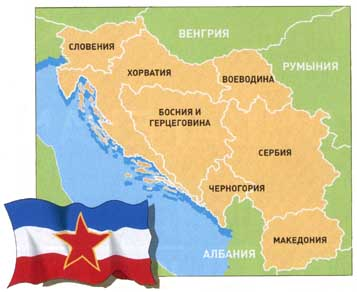 ВЕНГРИЯ
СЛОВЕНИЯ
РУМЫНИЯ
ХОРВАТИЯ
ВОЕВОДИНА
БОСНИЯ И
ГЕРЦЕГОВИНА
СЕРБИЯ
ЧЕРНОГОРИЯ
МАКЕДОНИЯ
АЛБАНИЯ